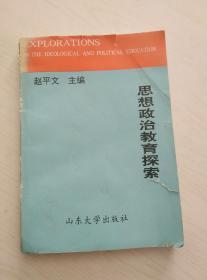 EXPLORATIONS
THE IDEOLOGICAL AND POLITICAL EDUCATION
赵平文 主编
思想政治教育探索
山东大学出版社